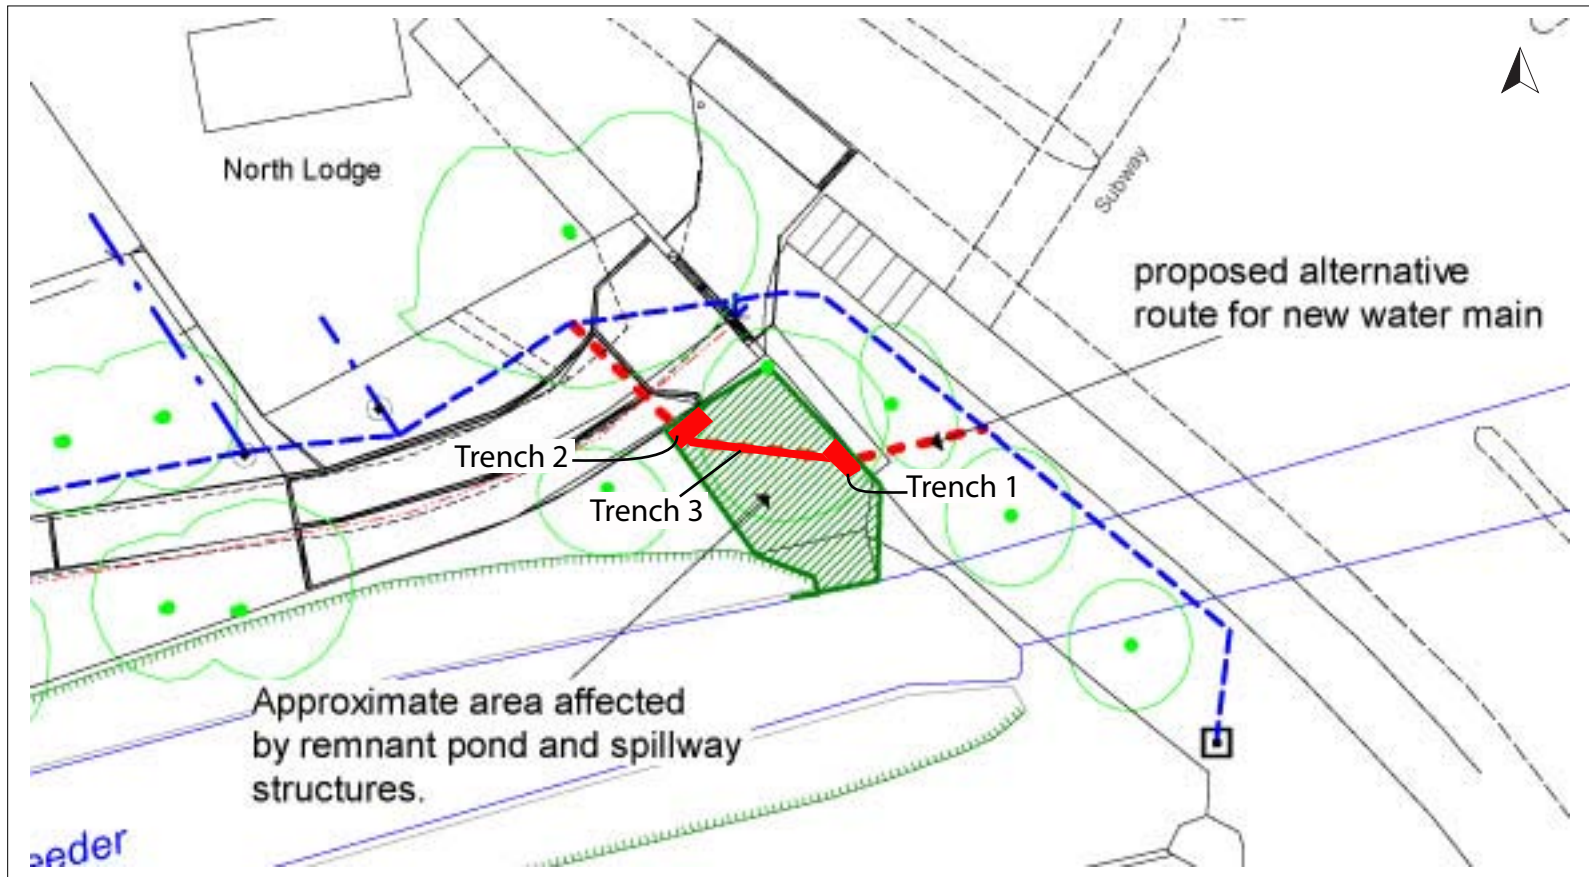 North Lodge
Subway
proposed alternative
route for new water main
Trench 2
Trench 1
Trench 3
Approximate area affected
by remnant pond and spillway
structures.
eeder